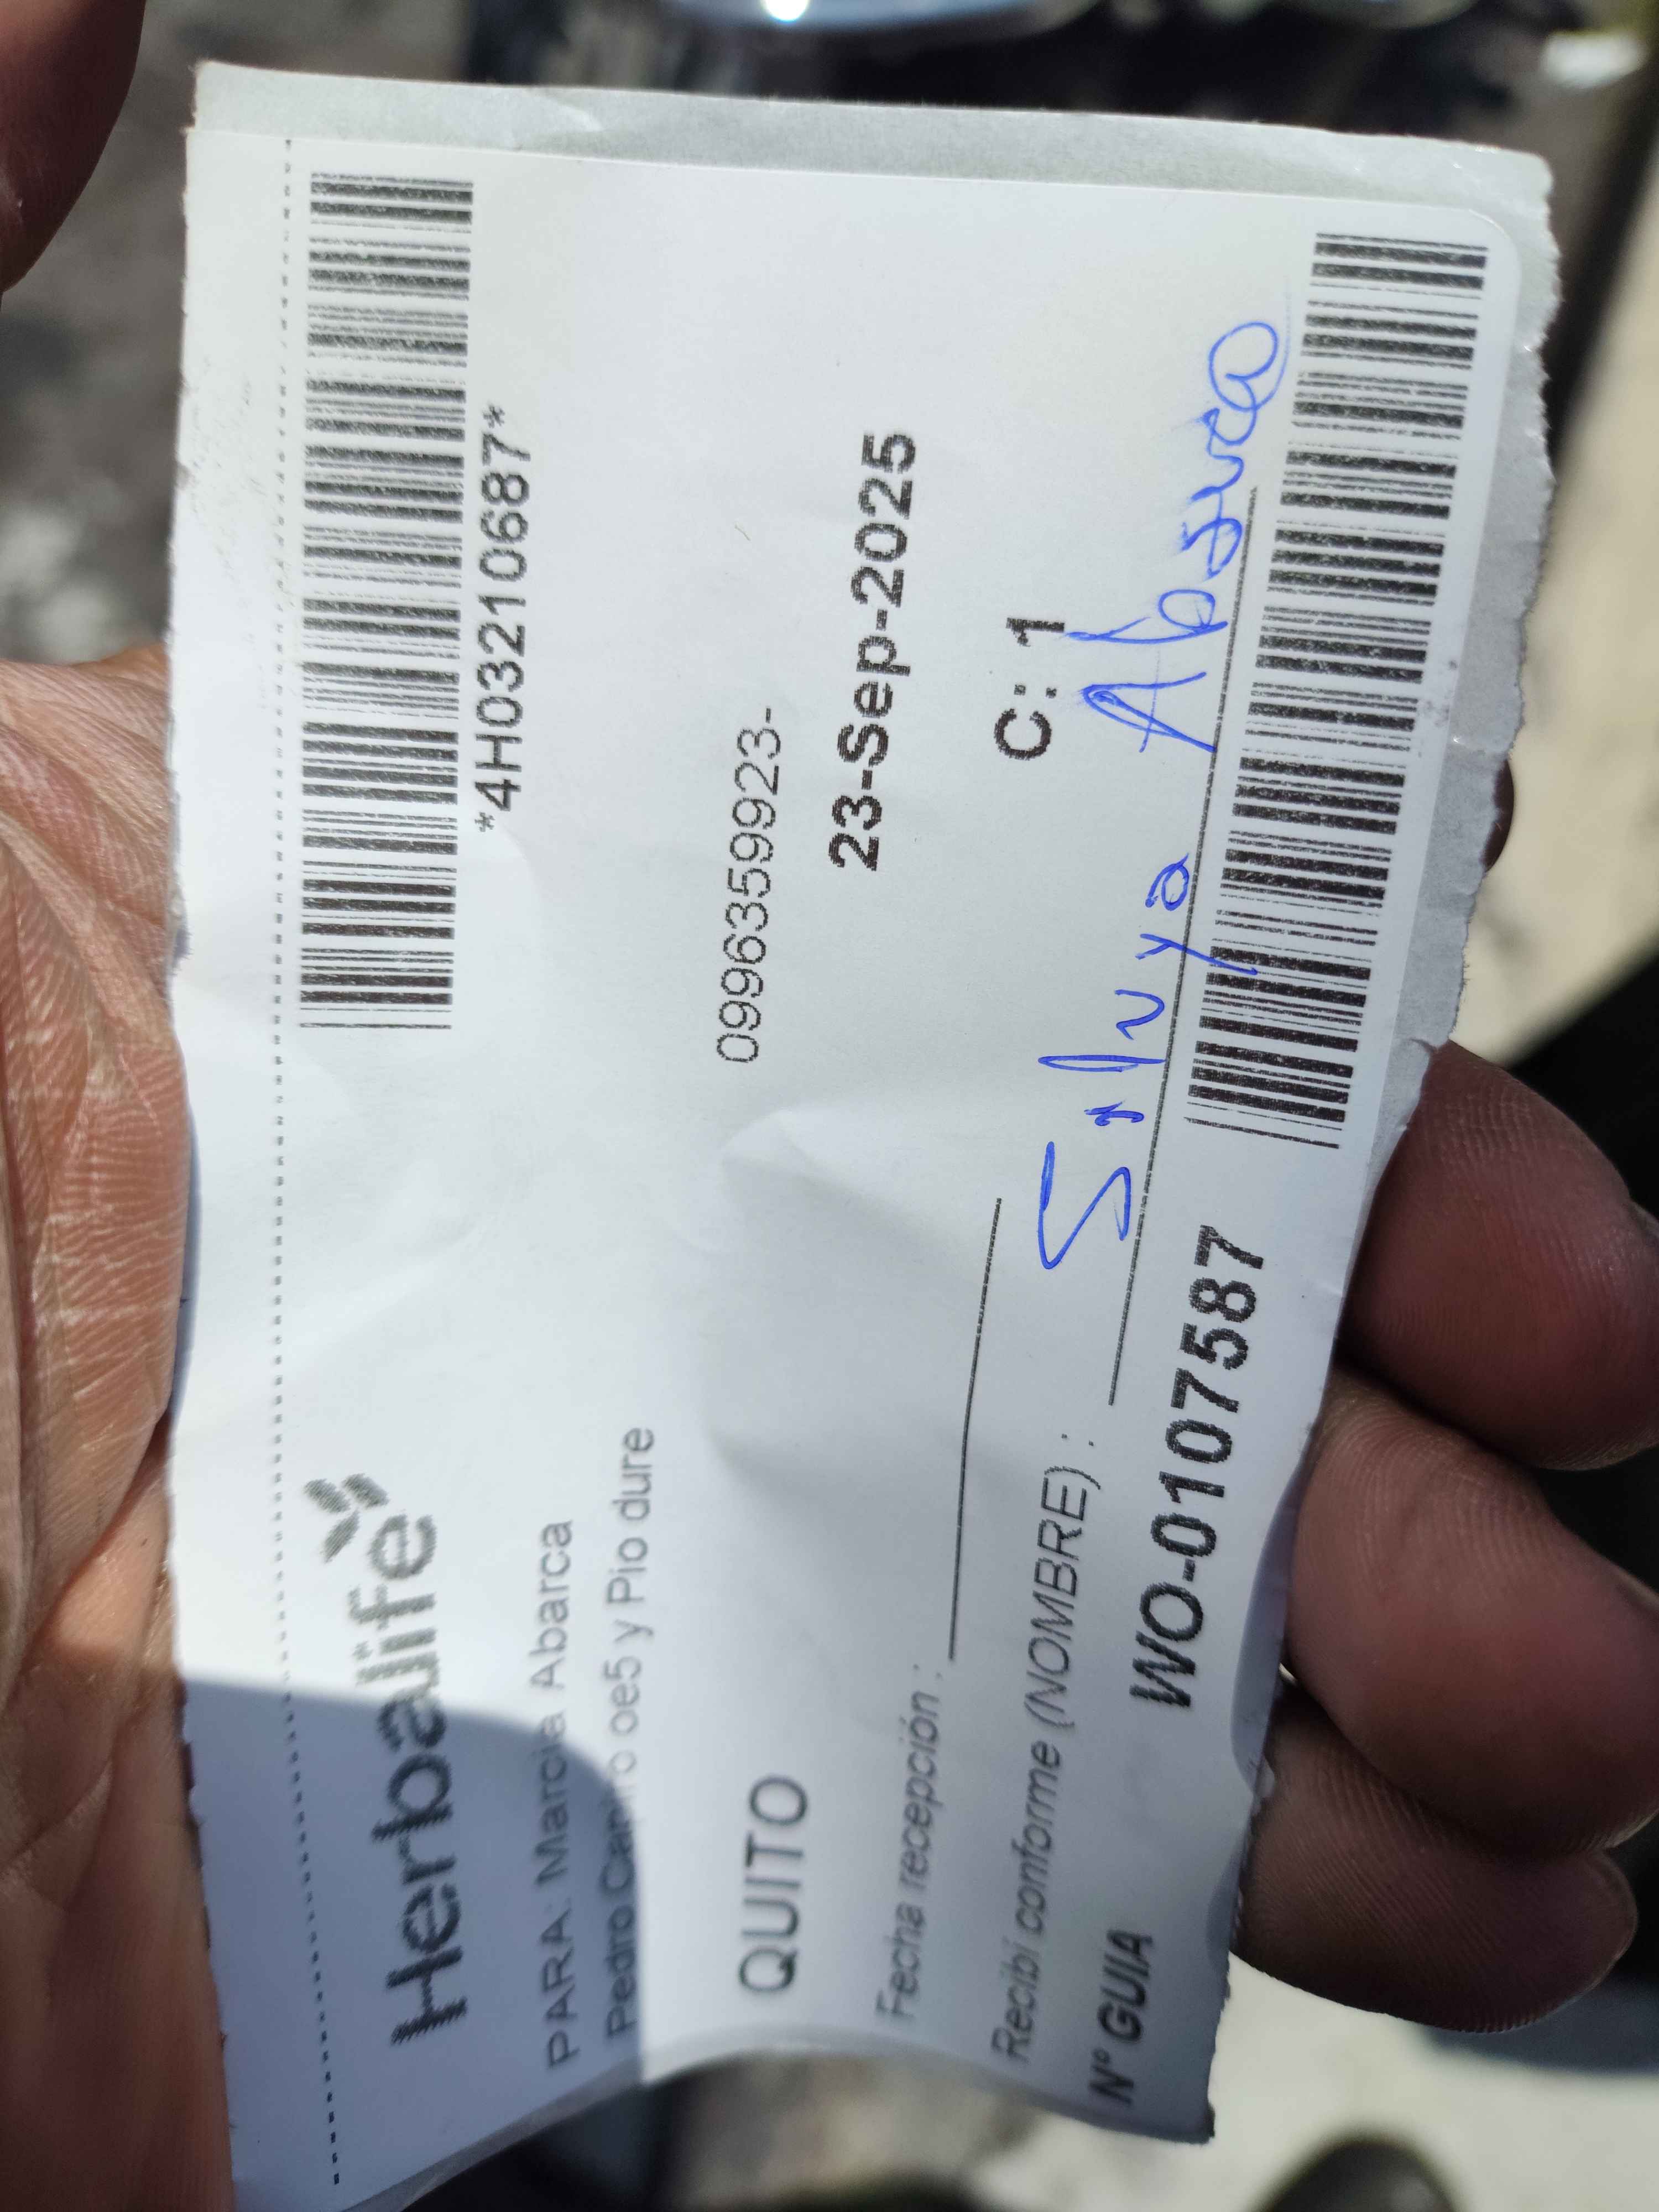 Herbalife
*4H03210687*
PARA: Marcia Abarca
Pedro oe5 y Pio dure
0996359923-
QUITO
23-Sep-2025
Fecha recepción :
C: 1
Recibí conforme (NOMBRE) : Silvya
Nº GUIA WO-0107587